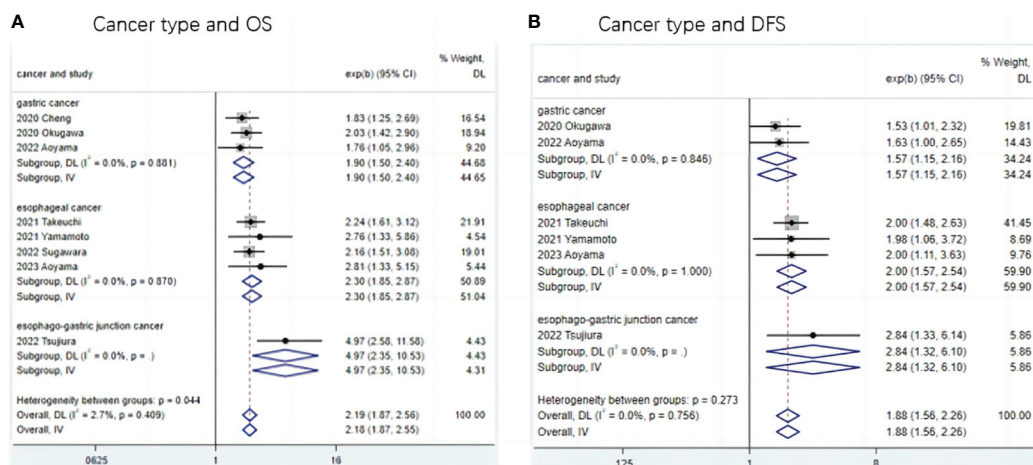 A Cancer type and OS
% Weight,
cancer and study exp(b) (95% CI) DL
gastric cancer
2020 Cheng 1.83 (1.25, 2.69) 16.54
2020 Okugawa 2.03 (1.42, 2.90) 18.94
2022 Aoyama 1.76 (1.05, 2.96) 9.20
Subgroup, DL (I² = 0.0%, p = 0.881) 1.90 (1.50, 2.40) 44.68
Subgroup, IV 1.90 (1.50, 2.40) 44.65
esophageal cancer
2021 Takeuchi 2.24 (1.61, 3.12) 21.91
2021 Yamamoto 2.76 (1.33, 5.86) 4.54
2022 Sugawara 2.16 (1.51, 3.08) 19.01
2023 Aoyama 2.81 (1.33, 5.15) 5.44
Subgroup, DL (I² = 0.0%, p = 0.870) 2.30 (1.85, 2.87) 50.89
Subgroup, IV 2.30 (1.85, 2.87) 51.04
esophago-gastric junction cancer
2022 Tsujiura 4.97 (2.58, 11.58) 4.43
Subgroup, DL (I² = 0.0%, p = .) 4.97 (2.35, 10.53) 4.43
Subgroup, IV 4.97 (2.35, 10.53) 4.31
Heterogeneity between groups: p = 0.044
Overall, DL (I² = 2.7%, p = 0.409) 2.19 (1.87, 2.56) 100.00
Overall, IV 2.18 (1.87, 2.55)
0625 1 16
B Cancer type and DFS
% Weight,
cancer and study exp(b) (95% CI) DL
gastric cancer
2020 Okugawa 1.53 (1.01, 2.32) 19.81
2022 Aoyama 1.63 (1.00, 2.65) 14.43
Subgroup, DL (I² = 0.0%, p = 0.846) 1.57 (1.15, 2.16) 34.24
Subgroup, IV 1.57 (1.15, 2.16) 34.24
esophageal cancer
2021 Takeuchi 2.00 (1.48, 2.63) 41.45
2021 Yamamoto 1.98 (1.06, 3.72) 8.69
2023 Aoyama 2.00 (1.11, 3.63) 9.76
Subgroup, DL (I² = 0.0%, p = 1.000) 2.00 (1.57, 2.54) 59.90
Subgroup, IV 2.00 (1.57, 2.54) 59.90
esophago-gastric junction cancer
2022 Tsujiura 2.84 (1.33, 6.14) 5.86
Subgroup, DL (I² = 0.0%, p = .) 2.84 (1.32, 6.10) 5.86
Subgroup, IV 2.84 (1.32, 6.10) 5.86
Heterogeneity between groups: p = 0.273
Overall, DL (I² = 0.0%, p = 0.756) 1.88 (1.56, 2.26) 100.00
Overall, IV 1.88 (1.56, 2.26)
125 1 8